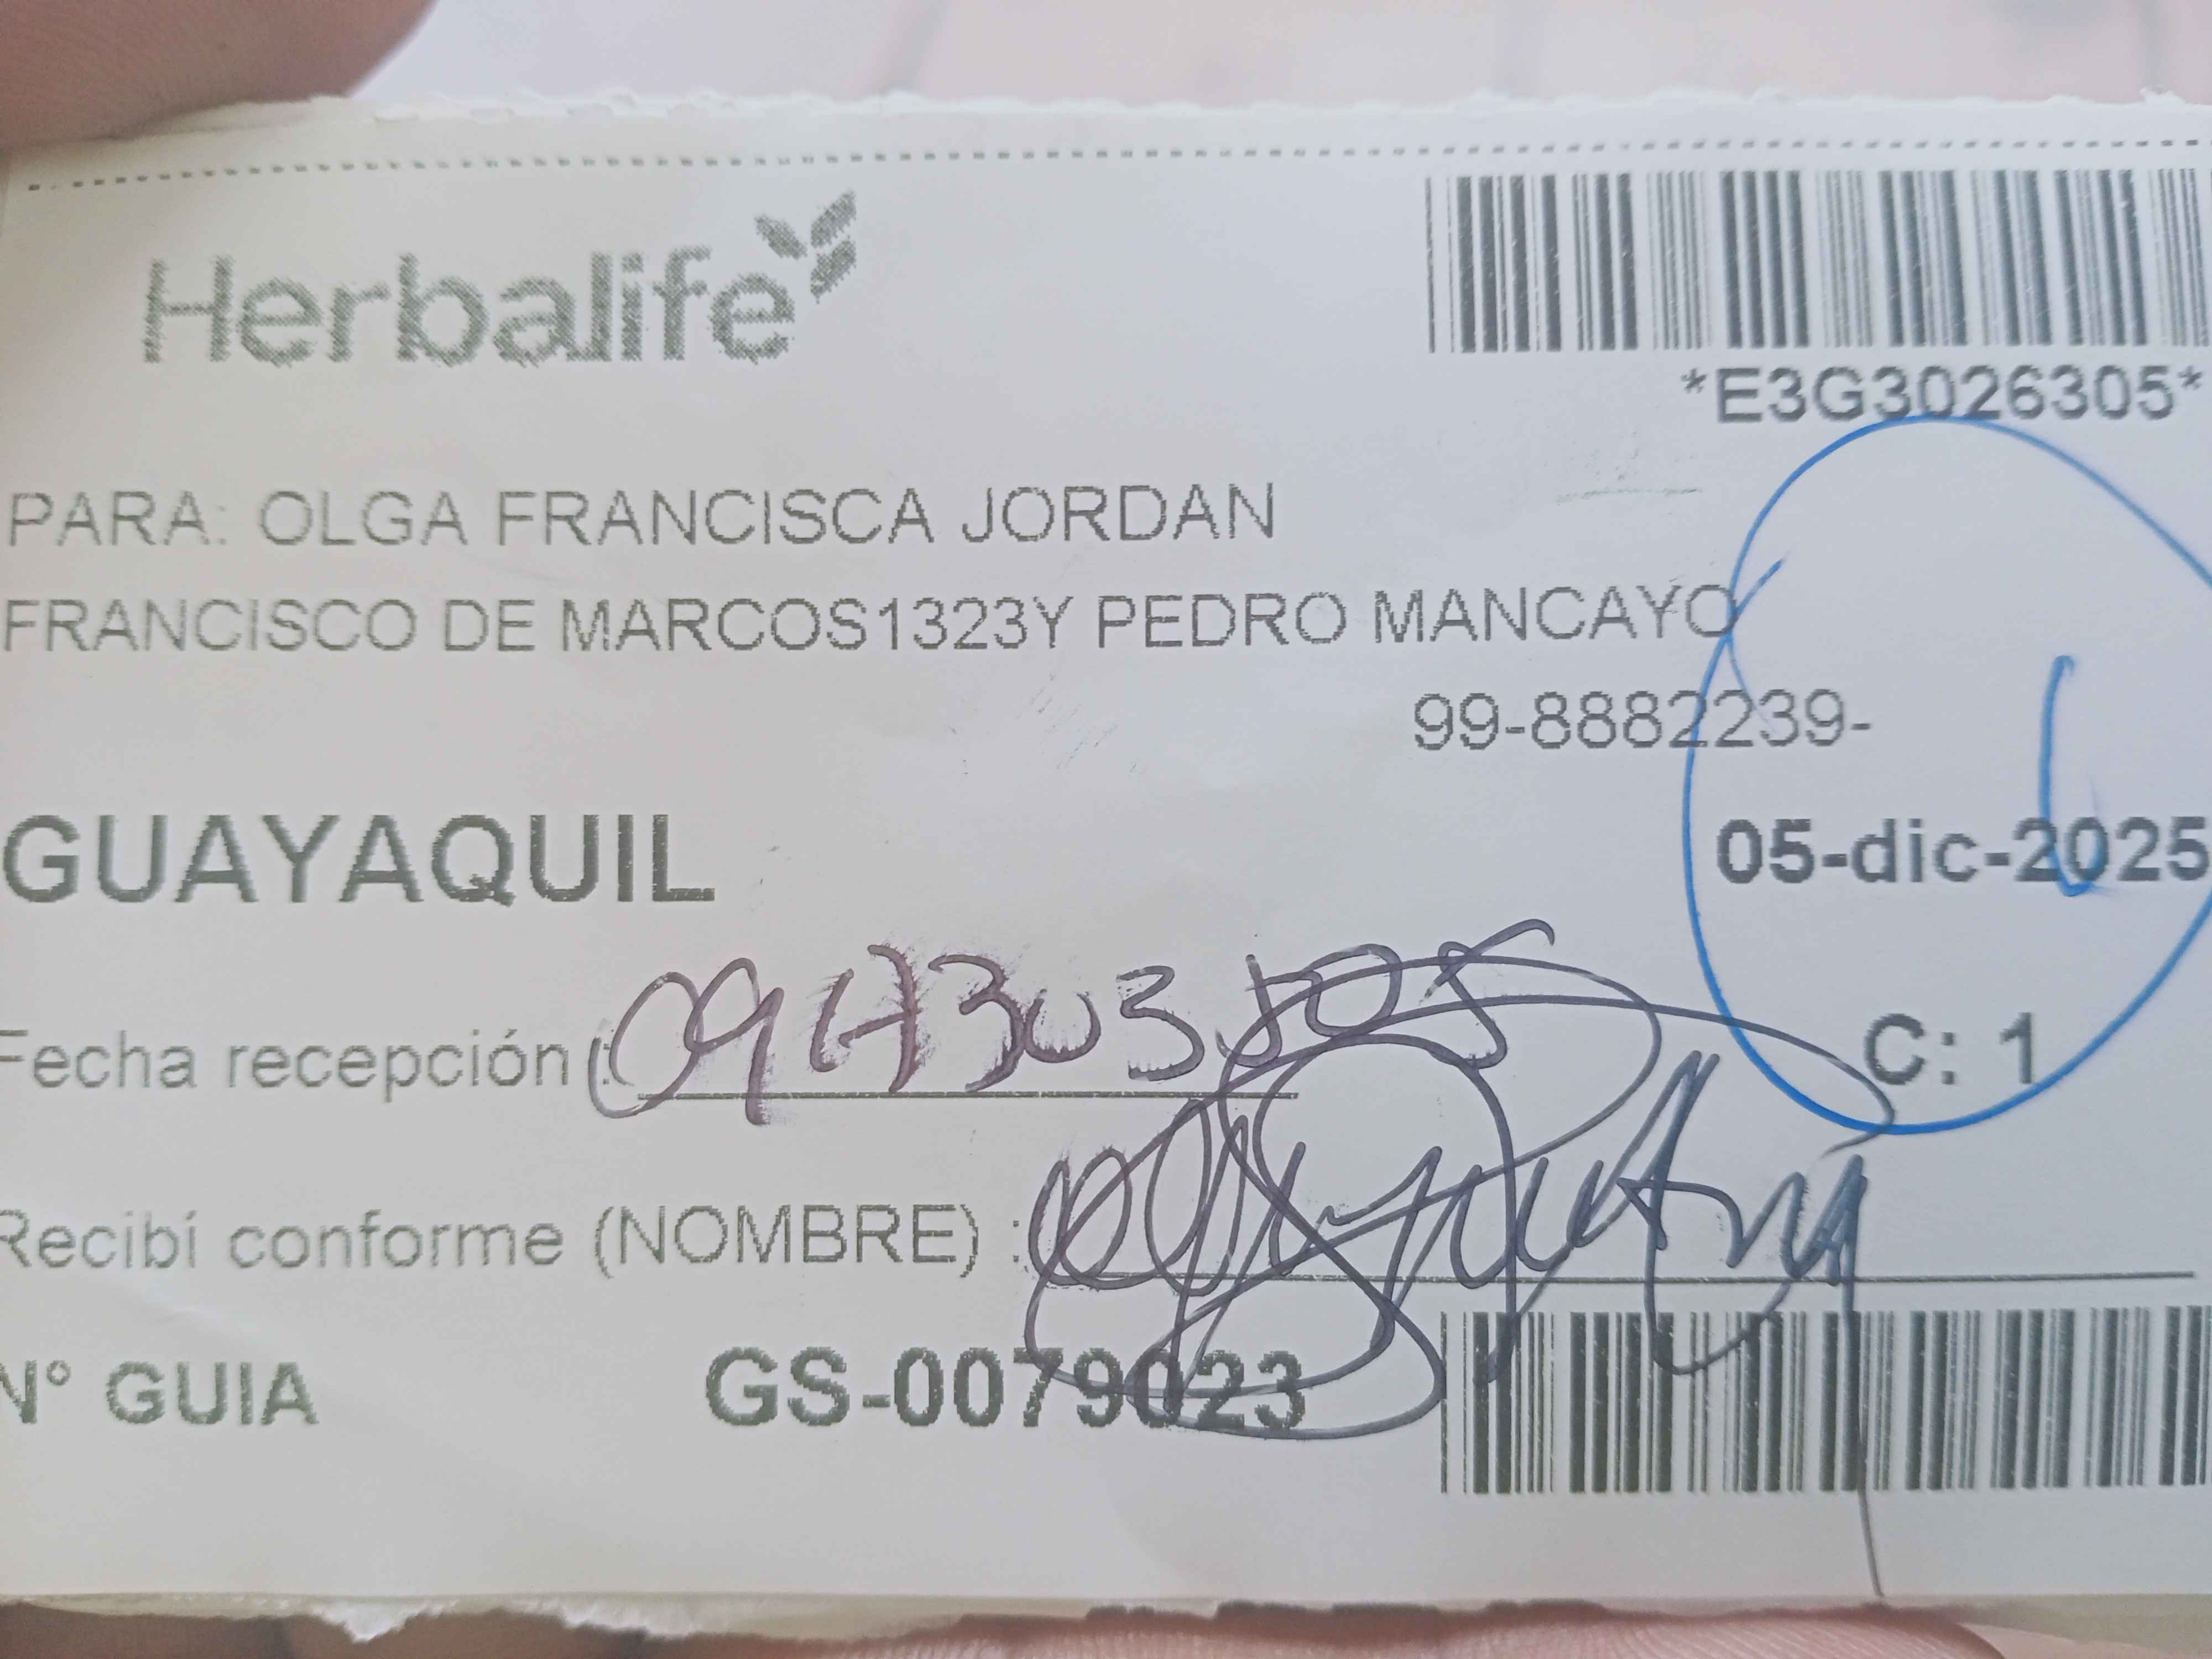 Herbalife
*E3G3026305*
PARA: OLGA FRANCISCA JORDAN
FRANCISCO DE MARCOS1323Y PEDRO MANCAYO
99-8882239-
GUAYAQUIL
05-dic-2025
C: 1
Fecha recepción :
Recibí conforme (NOMBRE) :
N° GUIA GS-0079023